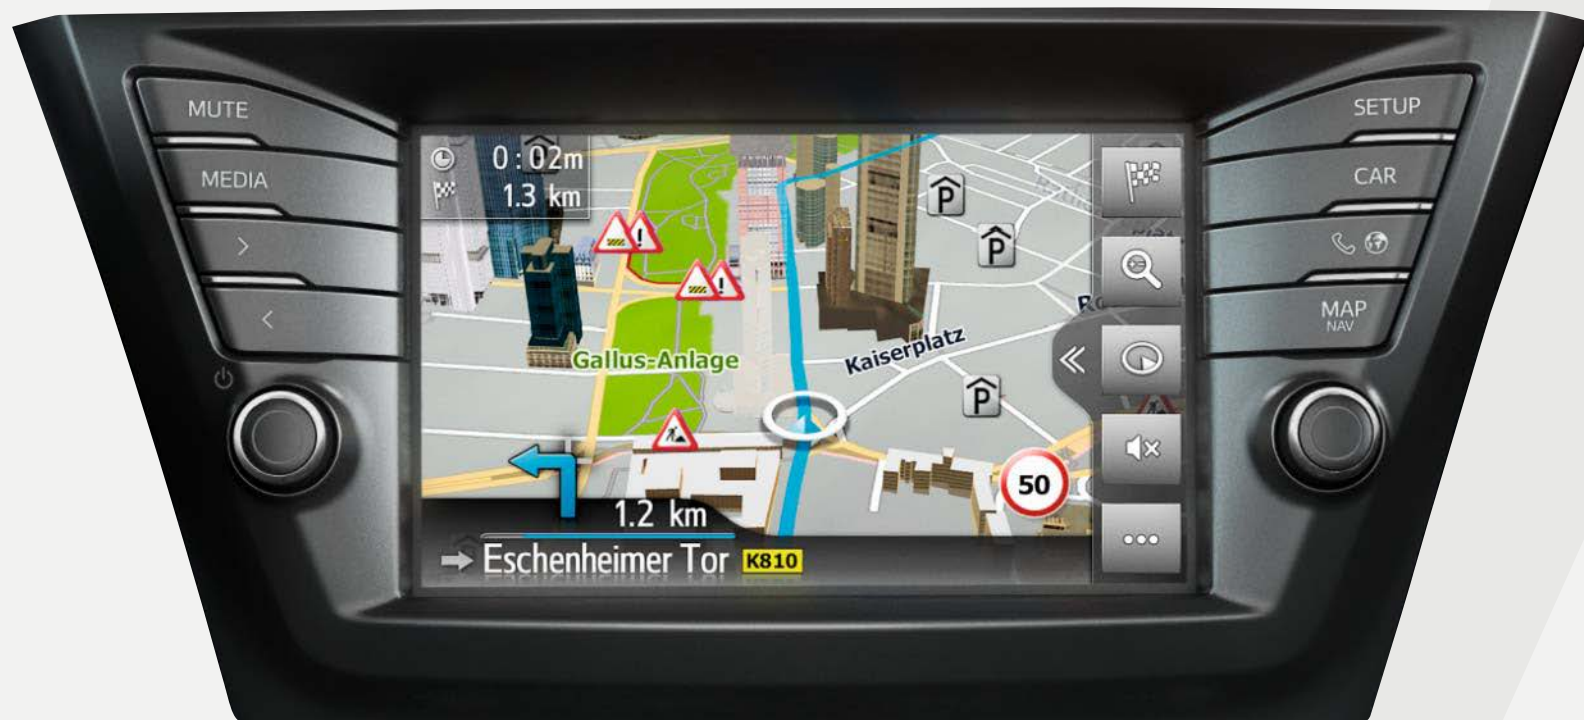 MUTE
MEDIA
>
<
SETUP
CAR
MAP
NAV
0:02m
1.3 km
P
P
P
Gallus-Anlage
Kaiserplatz
50
1.2 km
Eschenheimer Tor K810